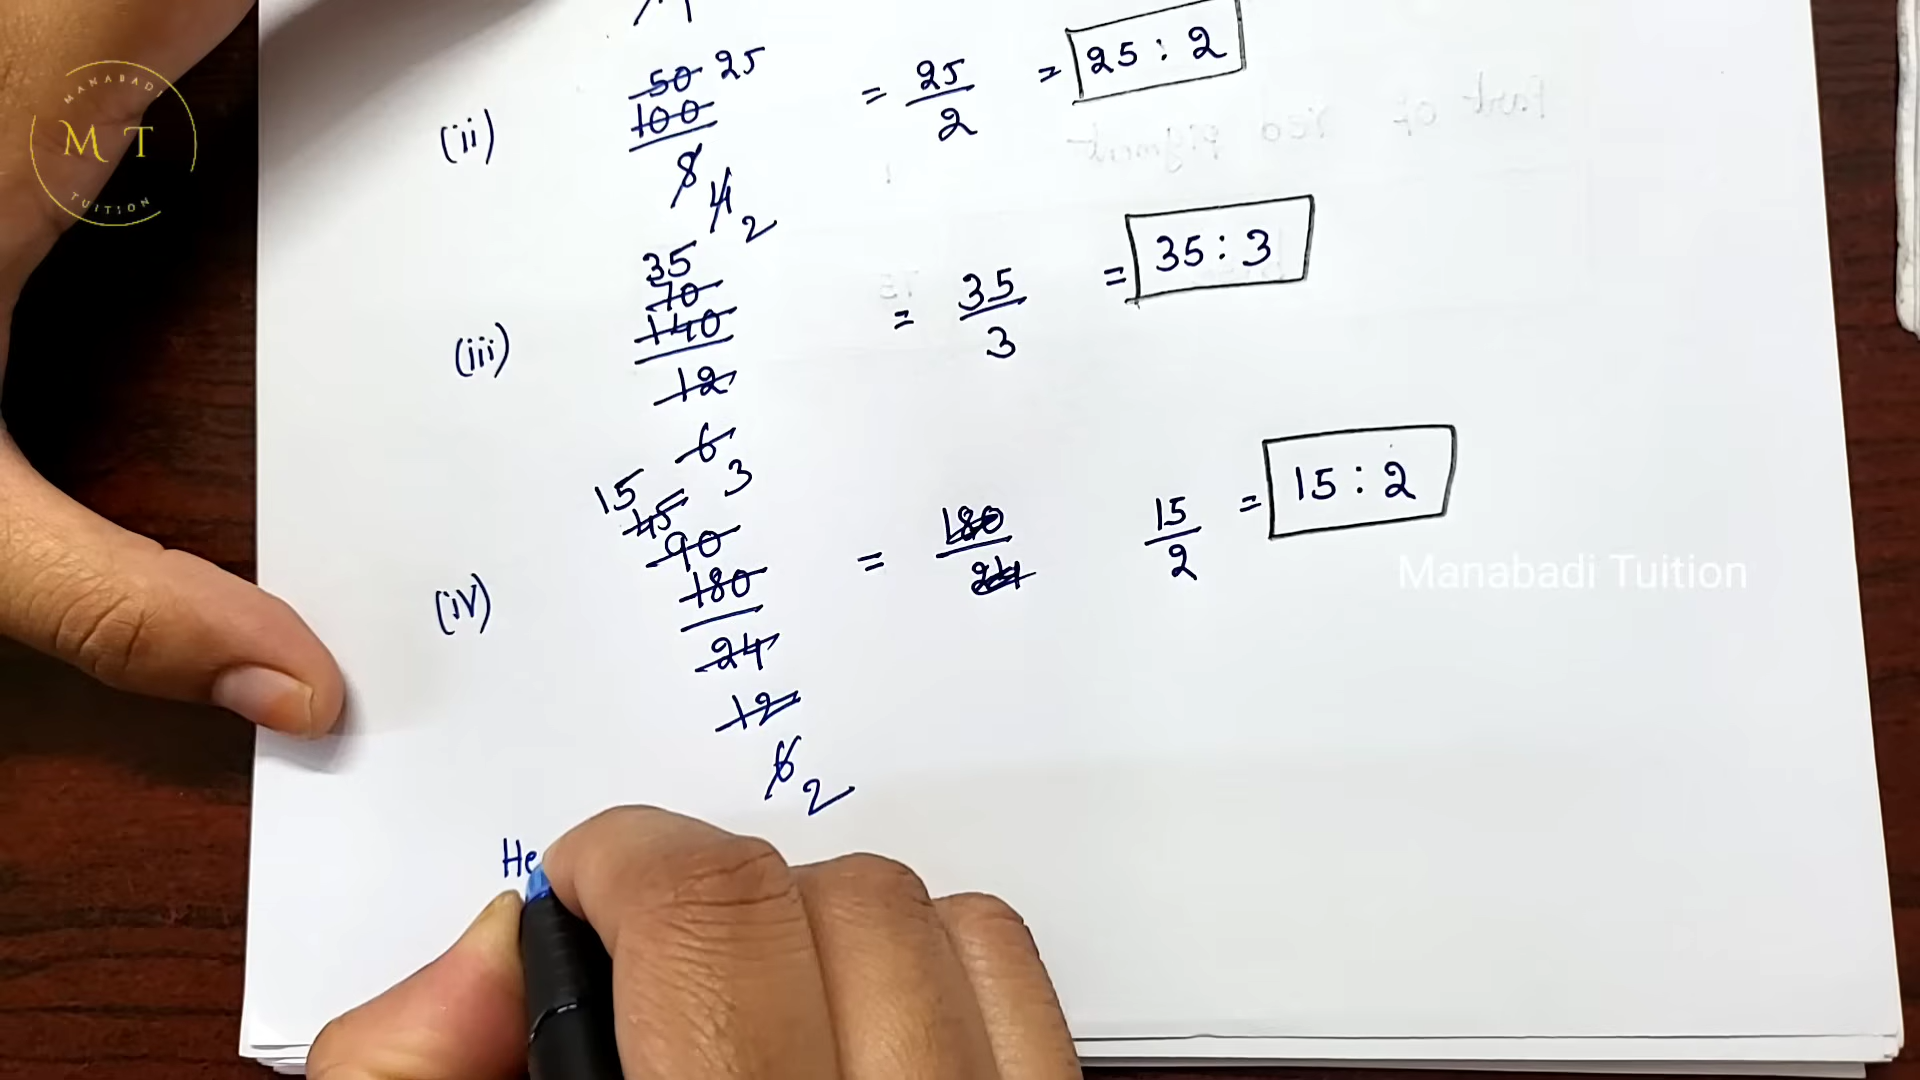 MANABADI
M T
TUITION
(ii) 50 25
100
8 4 2
= 25/2 = 25 : 2
(iii) 35
70
140
12
6
3
= 35/3 = 35 : 3
(iv) 15
45
90
180
24
12
6 2
= 180/24 15/2 = 15 : 2
Manabadi Tuition
He